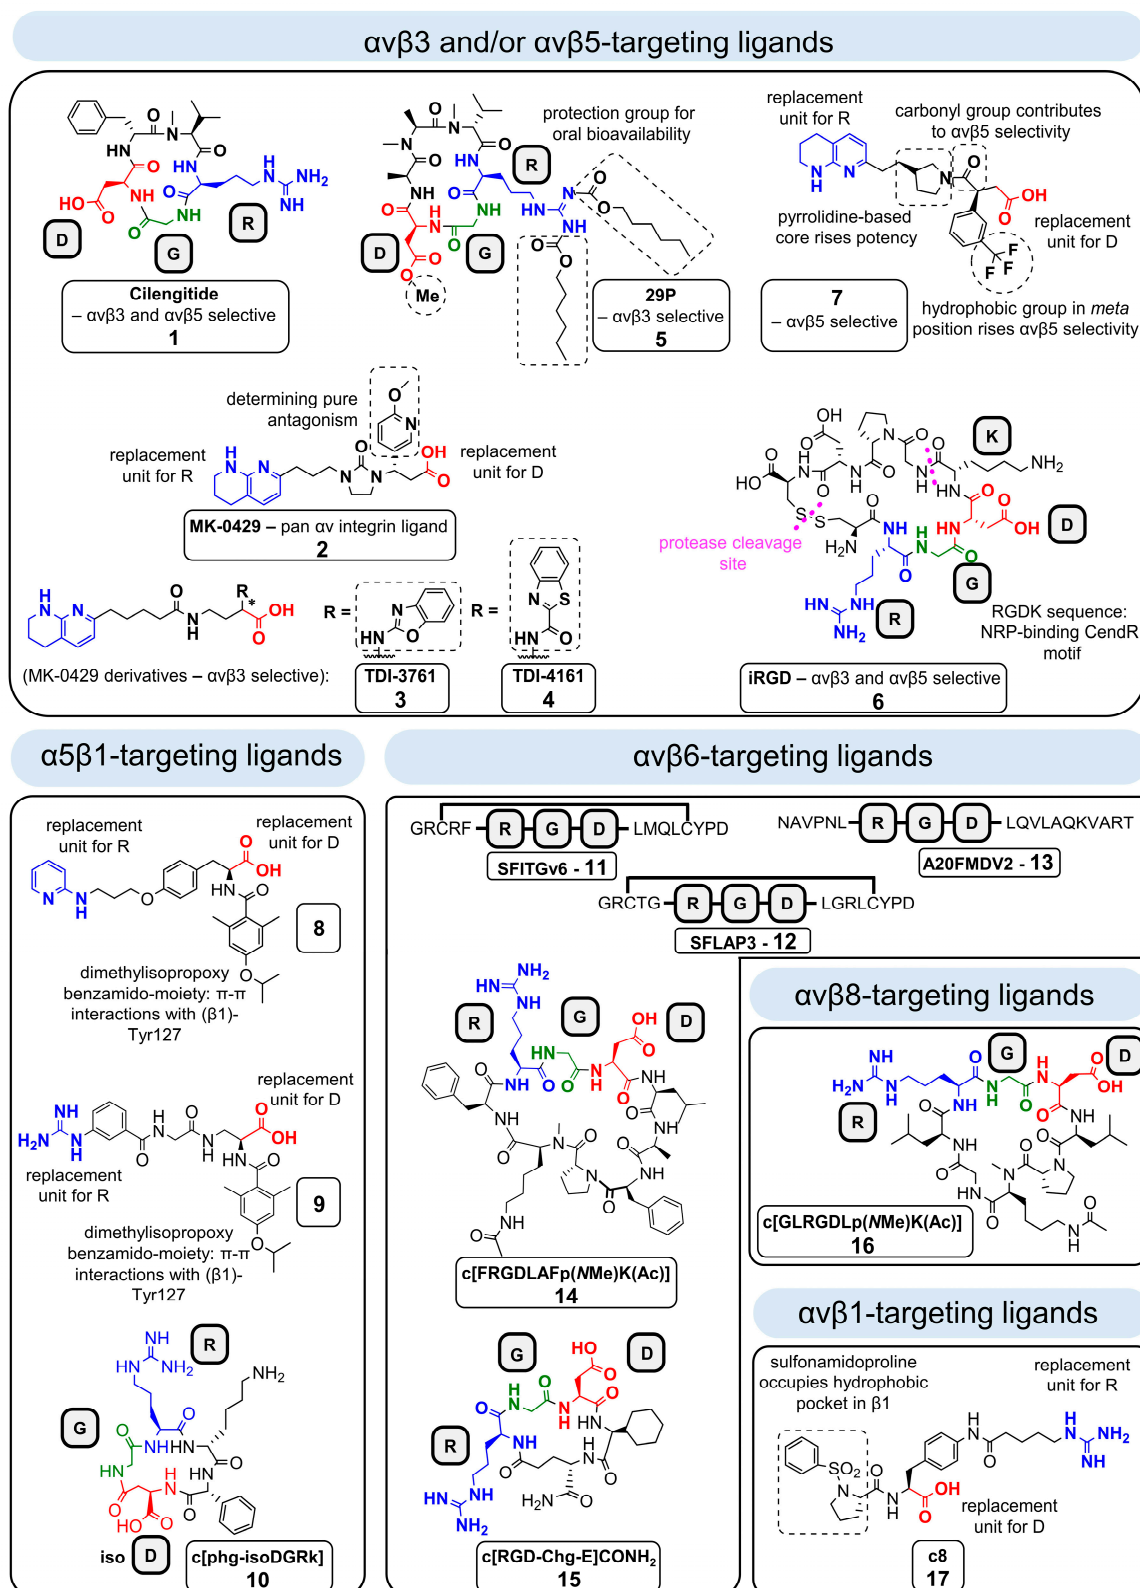 αvβ3 and/or αvβ5-targeting ligands
protection group for
oral bioavailability
replacement
unit for R
carbonyl group contributes
to αvβ5 selectivity
pyrrolidine-based
core rises potency
replacement
unit for D
hydrophobic group in meta
position rises αvβ5 selectivity
D
G
R
Cilengitide
– αvβ3 and αvβ5 selective
1
R
D
G
Me
29P
– αvβ3 selective
5
7
– αvβ5 selective
determining pure
antagonism
replacement
unit for R
replacement
unit for D
MK-0429 – pan αv integrin ligand
2
R =
R =
(MK-0429 derivatives – αvβ3 selective):
TDI-3761
3
TDI-4161
4
K
D
G
R
protease cleavage
site
RGDK sequence:
NRP-binding CendR
motif
iRGD – αvβ3 and αvβ5 selective
6
α5β1-targeting ligands
replacement
unit for R
replacement
unit for D
8
dimethylisopropoxy
benzamido-moiety: π-π
interactions with (β1)-
Tyr127
replacement
unit for D
replacement
unit for R
9
dimethylisopropoxy
benzamido-moiety: π-π
interactions with (β1)-
Tyr127
R
G
iso D
c[phg-isoDGRk]
10
αvβ6-targeting ligands
GRCRF R G D LMQLCYPD
SFITGv6 - 11
NAVPNL R G D LQVLAQKVART
A20FMDV2 - 13
GRCTG R G D LGRLCYPD
SFLAP3 - 12
R
G
D
c[FRGDLAFp(NMe)K(Ac)]
14
G
D
R
c[RGD-Chg-E]CONH₂
15
αvβ8-targeting ligands
G
D
R
c[GLRGDLp(NMe)K(Ac)]
16
αvβ1-targeting ligands
sulfonamidoproline
occupies hydrophobic
pocket in β1
replacement
unit for R
replacement
unit for D
c8
17